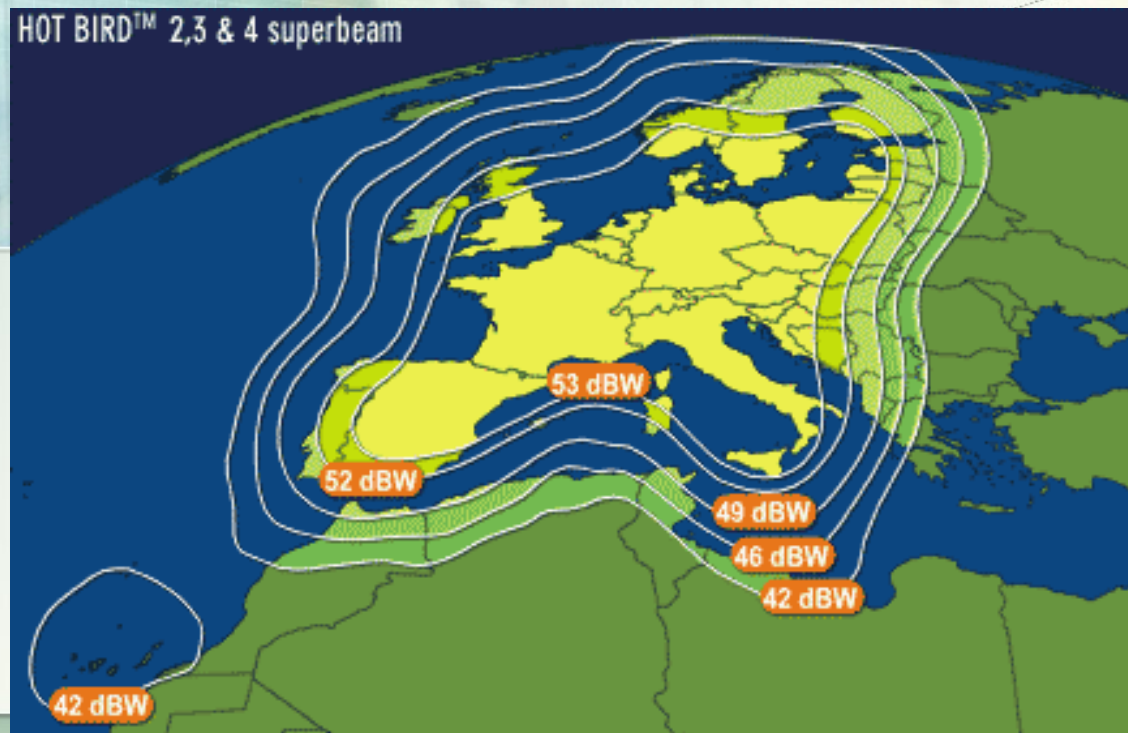 HOT BIRD™ 2,3 & 4 superbeam
53 dBW
52 dBW
49 dBW
46 dBW
42 dBW
42 dBW